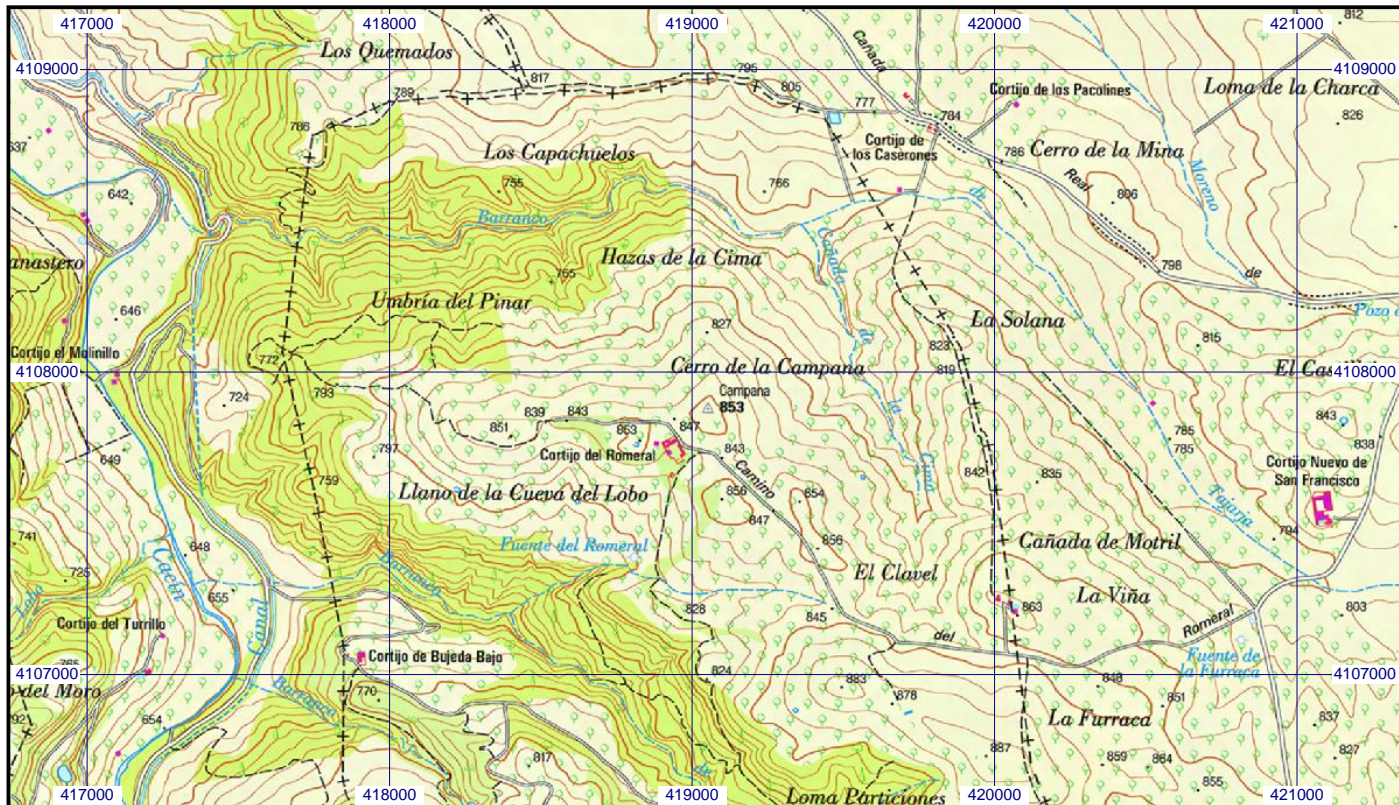 417000 418000 419000 420000 421000
812
Los Quemados
Cañada
4109000
817
795
805
4109000
Loma de la Charca
789
777
Cortijo de los Pacolines
786
784
826
637
Los Capachuelos
Cortijo de
los Caserones
Cerro de la Mina
786
755
766
Real
Moreno
642
de
806
Barranco
Cañada
anastero
Hazas de la Cima
798
de
765
Umbría del Pinar
646
827
La Solana
de
815
Cortijo el Molinillo
772
823
4108000
Cerro de la Campana
819
4108000
793
724
Campana
853
la
839
843
863
847
851
843
785
785
838
797
649
Cortijo del Romeral
843
Camino
Cima
842
835
Cortijo Nuevo de
San Francisco
759
Llano de la Cueva del Lobo
856
854
847
Tajaria
794
741
648
Fuente del Romeral
856
Cañada de Motril
725
Cacín
Barranco
El Clavel
Lobo
655
La Viña
828
845
863
803
Cortijo del Turrillo
Canal
del
Romeral
765
Cortijo de Bujeda Bajo
Fuente de
la Furraca
4107000
824
4107000
o del Moro
Barranco
770
883
878
848
851
92
654
La Furraca
837
817
887
859
864
827
de
855
Loma Particiones
417000 418000 419000 420000 421000